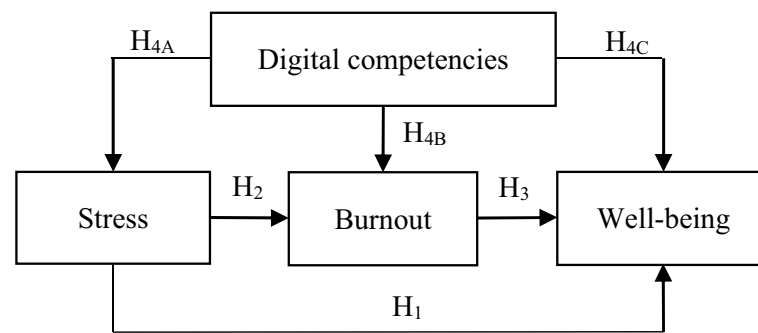 H4A
Digital competencies
H4C
H4B
Stress
H2
Burnout
H3
Well-being
H1